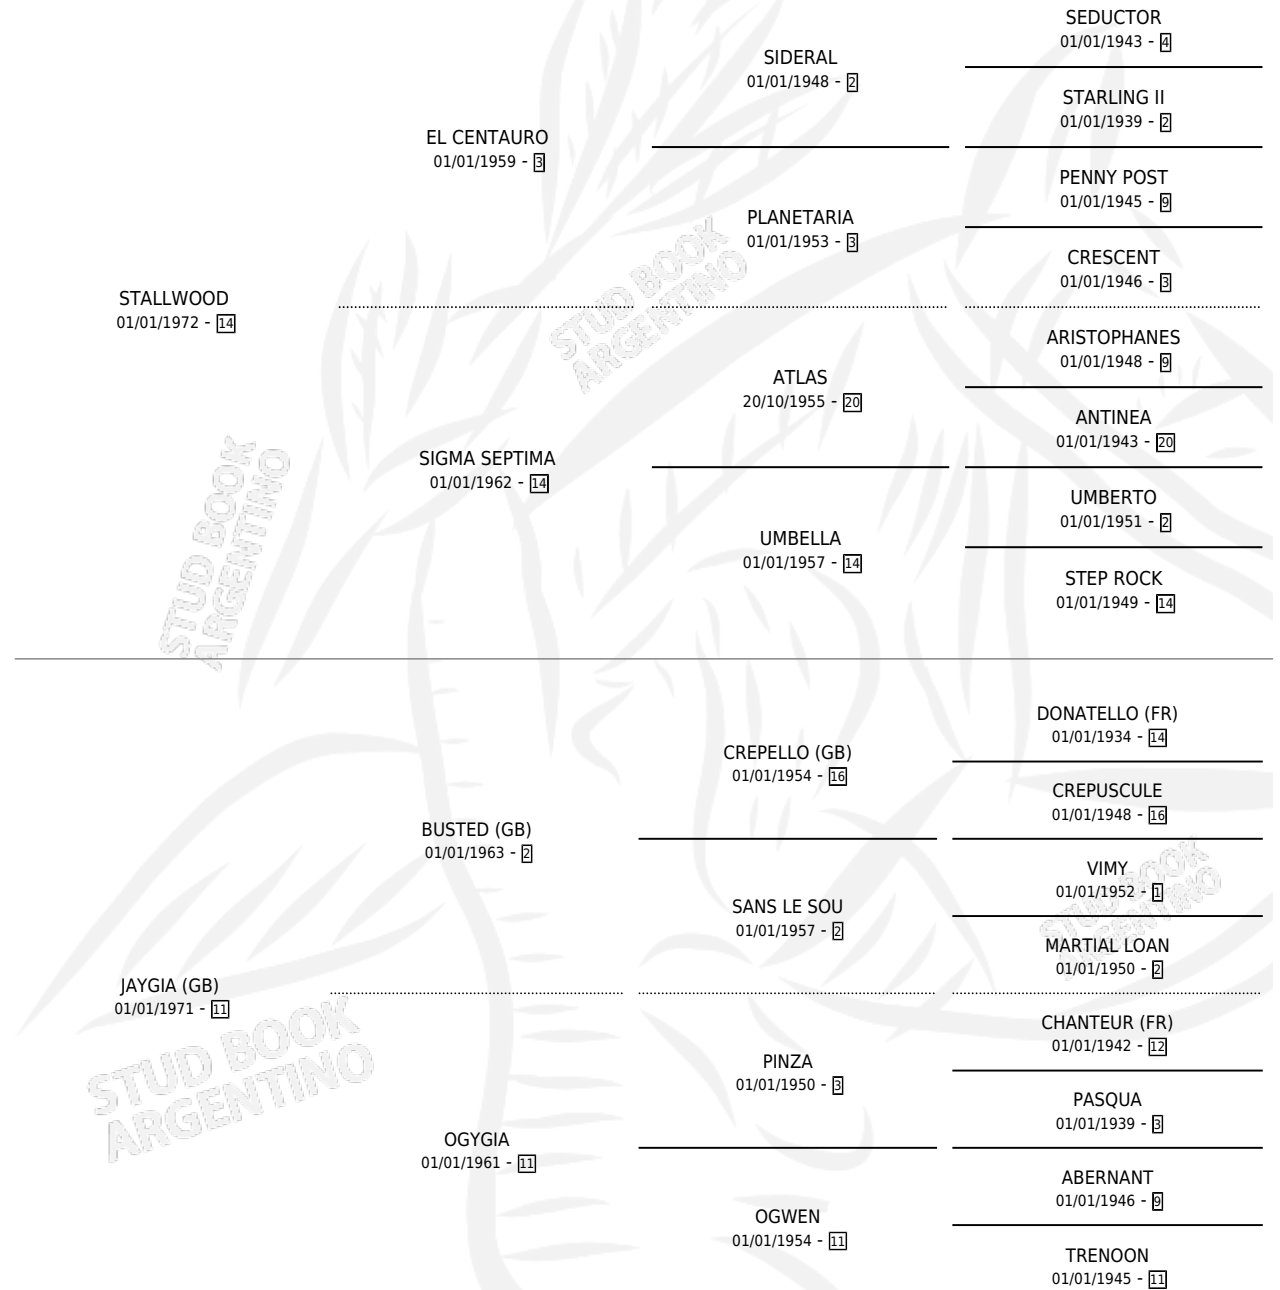 SEDUCTOR
01/01/1943 - 4
SIDERAL
01/01/1948 - 2
STARLING II
01/01/1939 - 2
EL CENTAURO
01/01/1959 - 3
PENNY POST
01/01/1945 - 9
PLANETARIA
01/01/1953 - 3
CRESCENT
01/01/1946 - 3
STALLWOOD
01/01/1972 - 14
ARISTOPHANES
01/01/1948 - 9
ATLAS
20/10/1955 - 20
ANTINEA
01/01/1943 - 20
SIGMA SEPTIMA
01/01/1962 - 14
UMBERTO
01/01/1951 - 2
UMBELLA
01/01/1957 - 14
STEP ROCK
01/01/1949 - 14
DONATELLO (FR)
01/01/1934 - 14
CREPELLO (GB)
01/01/1954 - 16
CREPUSCULE
01/01/1948 - 16
BUSTED (GB)
01/01/1963 - 2
VIMY
01/01/1952 - 1
SANS LE SOU
01/01/1957 - 2
MARTIAL LOAN
01/01/1950 - 2
JAYGIA (GB)
01/01/1971 - 11
CHANTEUR (FR)
01/01/1942 - 12
PINZA
01/01/1950 - 3
PASQUA
01/01/1939 - 3
OGYGIA
01/01/1961 - 11
ABERNANT
01/01/1946 - 9
OGWEN
01/01/1954 - 11
TRENOON
01/01/1945 - 11
STUD BOOK
ARGENTINO
STUD BOOK
ARGENTINO
STUD BOOK
ARGENTINO
STUD BOOK
ARGENTINO